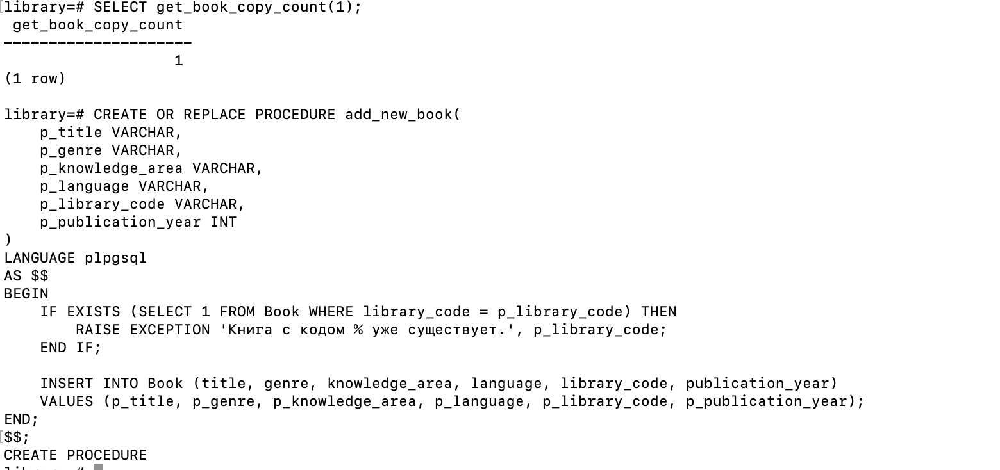 library=# SELECT get_book_copy_count(1);
 get_book_copy_count
---------------------
                   1
(1 row)

library=# CREATE OR REPLACE PROCEDURE add_new_book(
    p_title VARCHAR,
    p_genre VARCHAR,
    p_knowledge_area VARCHAR,
    p_language VARCHAR,
    p_library_code VARCHAR,
    p_publication_year INT
)
LANGUAGE plpgsql
AS $$
BEGIN
    IF EXISTS (SELECT 1 FROM Book WHERE library_code = p_library_code) THEN
        RAISE EXCEPTION 'Книга с кодом % уже существует.', p_library_code;
    END IF;

    INSERT INTO Book (title, genre, knowledge_area, language, library_code, publication_year)
    VALUES (p_title, p_genre, p_knowledge_area, p_language, p_library_code, p_publication_year);
END;
$$;
CREATE PROCEDURE